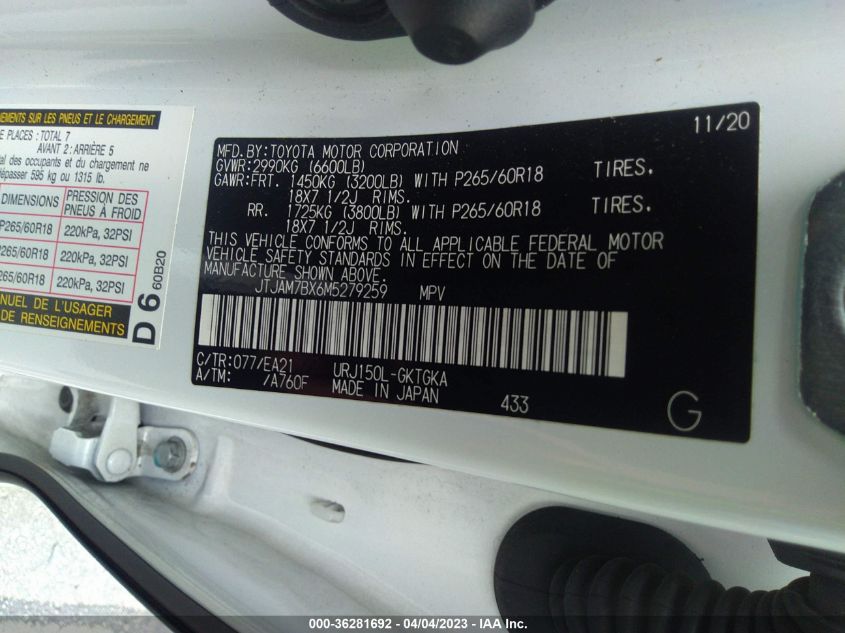 NEMENTS SUR LES PNEUS ET LE CHARGEMENT
E PLACES : TOTAL 7
AVANT 2: ARRIÈRE 5
al des occupants et du chargement ne
dépasser 595 kg ou 1315 lb.
DIMENSIONS
PRESSION DES
PNEUS À FROID
P265/60R18 220kPa, 32PSI
P265/60R18 220kPa, 32PSI
265/60R18 220kPa, 32PSI
NUEL DE L'USAGER
DE RENSEIGNEMENTS
D 6 60B20
11/20
MFD.BY:TOYOTA MOTOR CORPORATION
GVWR:2990KG (6600LB)
GAWR:FRT. 1450KG (3200LB) WITH P265/60R18 TIRES.
18X7 1/2J RIMS.
RR. 1725KG (3800LB) WITH P265/60R18 TIRES.
18X7 1/2J RIMS.
THIS VEHICLE CONFORMS TO ALL APPLICABLE FEDERAL MOTOR
VEHICLE SAFETY STANDARDS IN EFFECT ON THE DATE OF
MANUFACTURE SHOWN ABOVE.
JTJAM7BX6M5279259 MPV
C/TR:077/EA21 URJ150L-GKTGKA
A/TM: /A760F MADE IN JAPAN
433
G
000-36281692 - 04/04/2023 - IAA Inc.